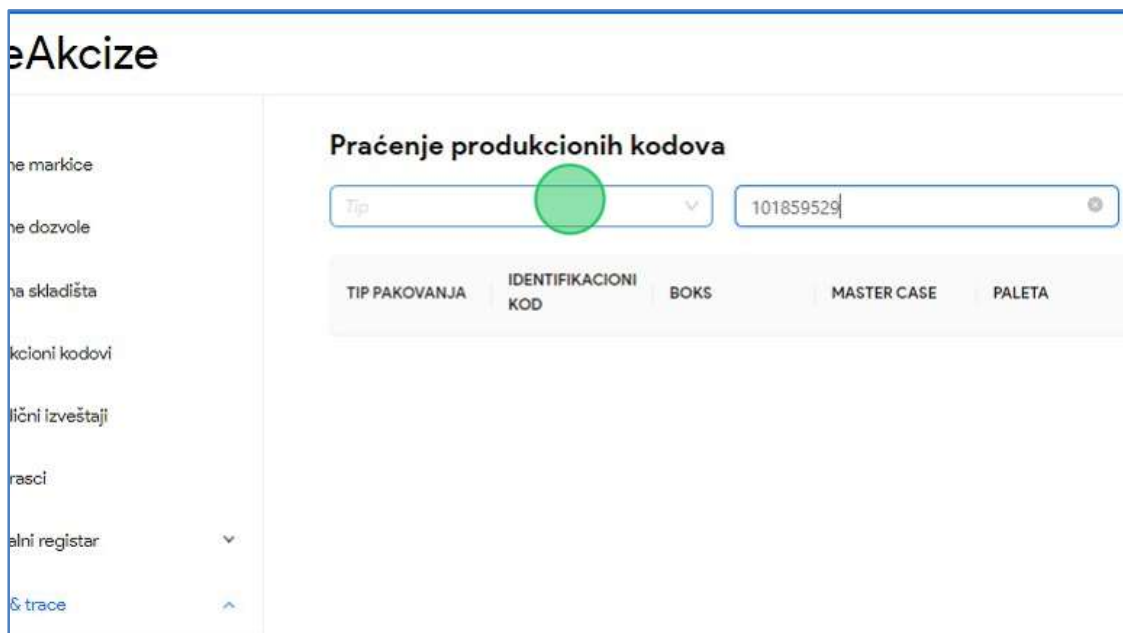 eAkcize
ne markice
ne dozvole
na skladišta
kcioni kodovi
lični izveštaji
rasci
alni registar
& trace
Praćenje produkcionih kodova
Tip
101859529
TIP PAKOVANJA
IDENTIFIKACIONI
KOD
BOKS
MASTER CASE
PALETA